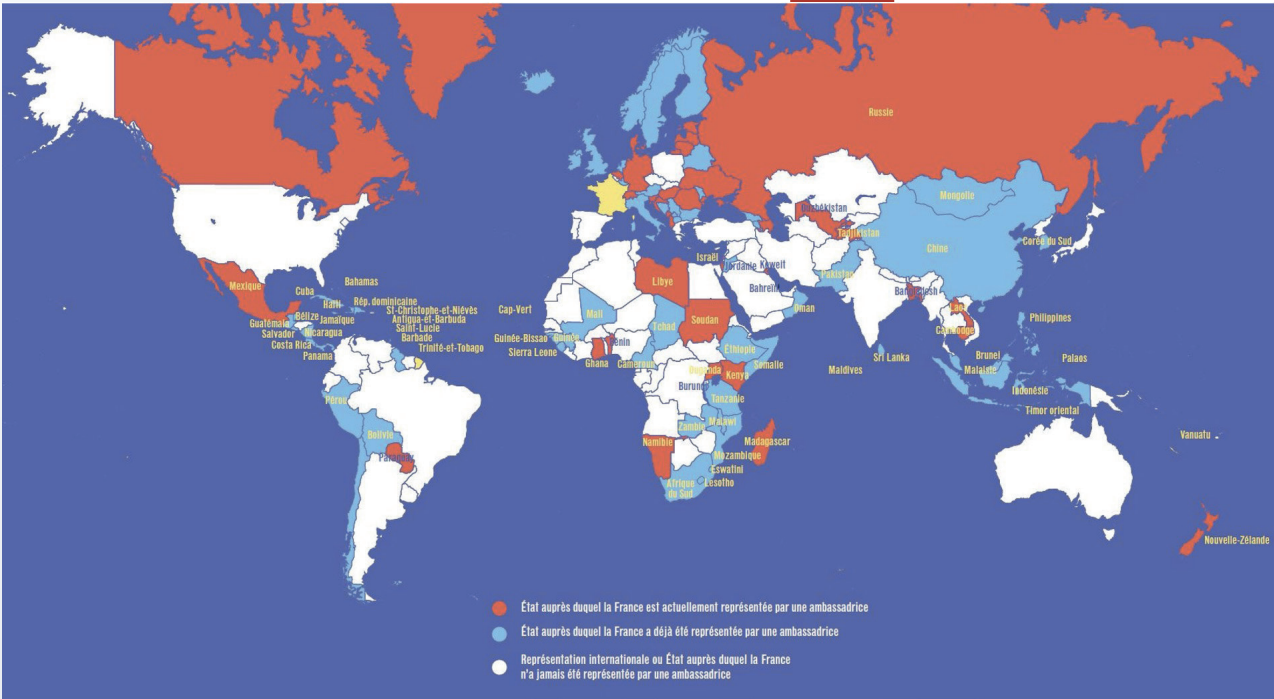 Russie
Mongolie
Ouzbékistan
Tadjikistan
Chine
Corée du Sud
Israël
Jordanie
Koweit
Pakistan
Bahreïn
Bangladesh
Oman
Libye
Mexique
Bahamas
Cuba
Haïti
Rép. dominicaine
St-Christophe-et-Niévès
Antigua-et-Barbuda
Saint-Lucie
Barbade
Trinité-et-Tobago
Bélize
Jamaïque
Guatémala
Salvador
Nicaragua
Costa Rica
Panama
Cap-Vert
Mali
Tchad
Soudan
Guinée-Bissao
Guinée
Bénin
Sierra Leone
Ghana
Cameroun
Éthiopie
Somalie
Ouganda
Kenya
Burundi
Tanzanie
Maldives
Sri Lanka
Lao
Cambodge
Philippines
Brunei
Malaisie
Palaos
Indonésie
Timor oriental
Pérou
Bolivie
Paraguay
Zambie
Malawi
Namibie
Madagascar
Mozambique
Eswatini
Lesotho
Afrique
du Sud
Vanuatu
Nouvelle-Zélande
État auprès duquel la France est actuellement représentée par une ambassadrice
État auprès duquel la France a déjà été représentée par une ambassadrice
Représentation internationale ou État auprès duquel la France
n'a jamais été représentée par une ambassadrice